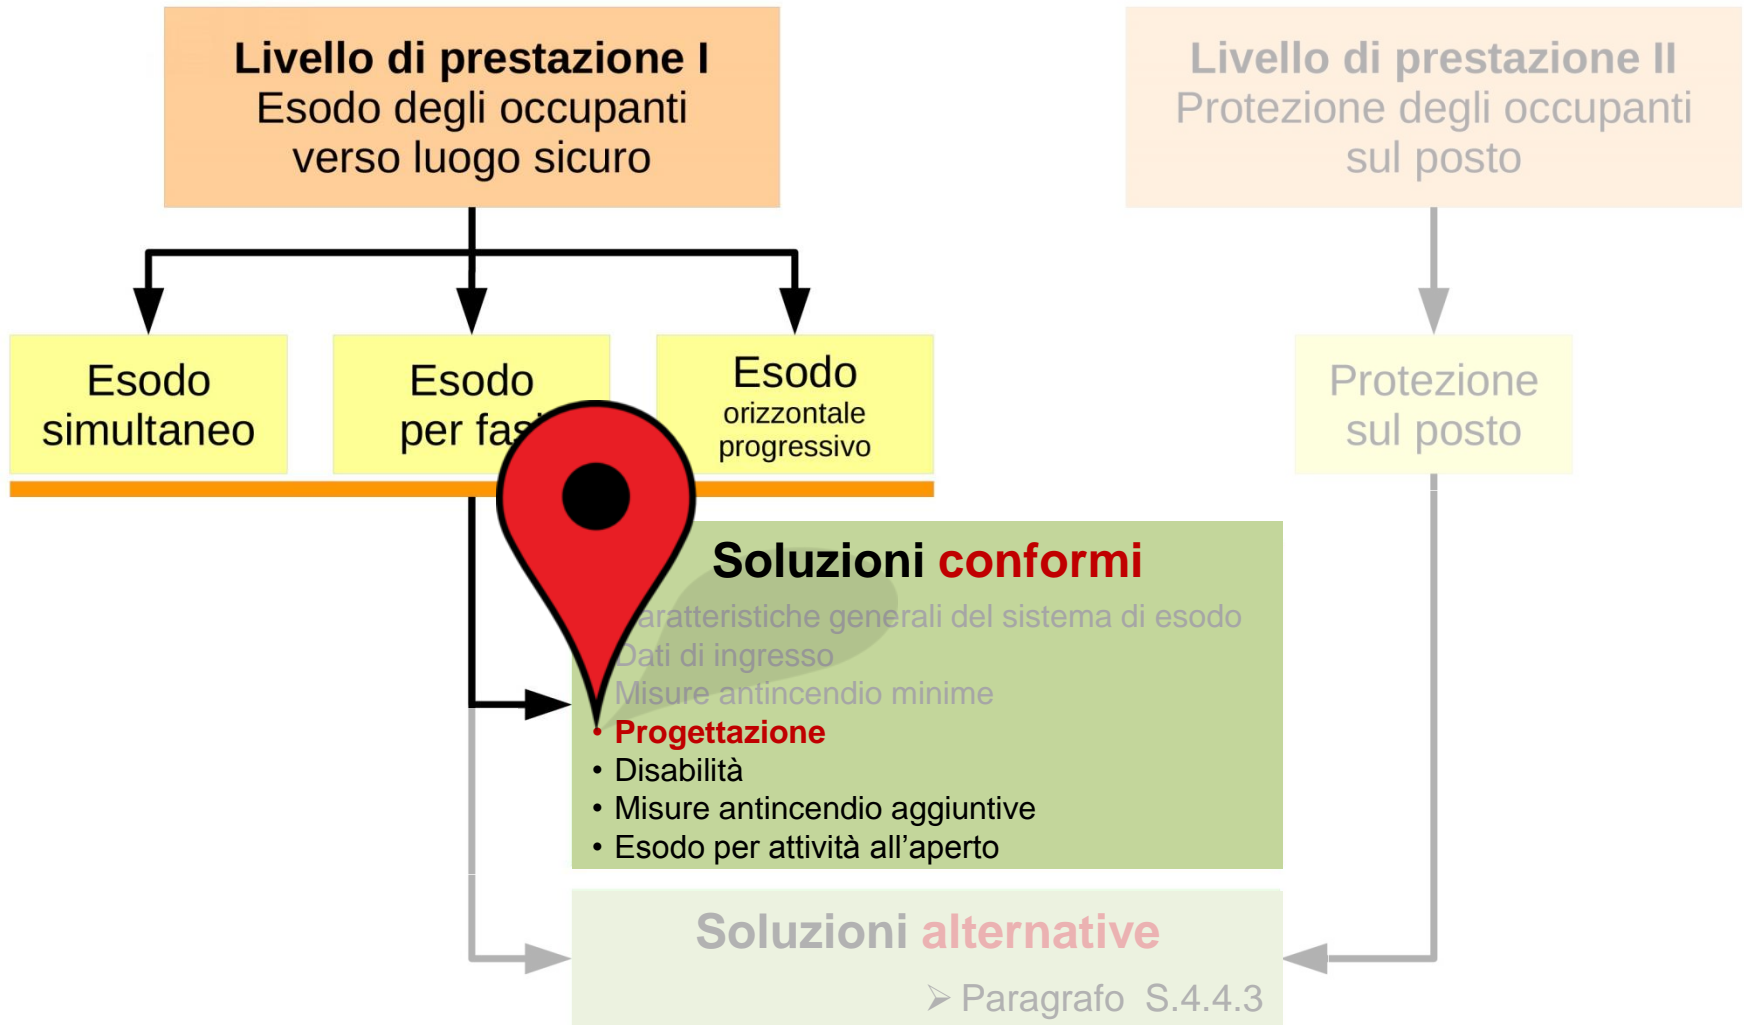 Livello di prestazione I
Esodo degli occupanti
verso luogo sicuro
Livello di prestazione II
Protezione degli occupanti
sul posto
Esodo
simultaneo
Esodo
per fasi
Esodo
orizzontale
progressivo
Protezione
sul posto
Soluzioni conformi
aratteristiche generali del sistema di esodo
Dati di ingresso
Misure antincendio minime
• Progettazione
• Disabilità
• Misure antincendio aggiuntive
• Esodo per attività all’aperto
Soluzioni alternative
➢ Paragrafo S.4.4.3